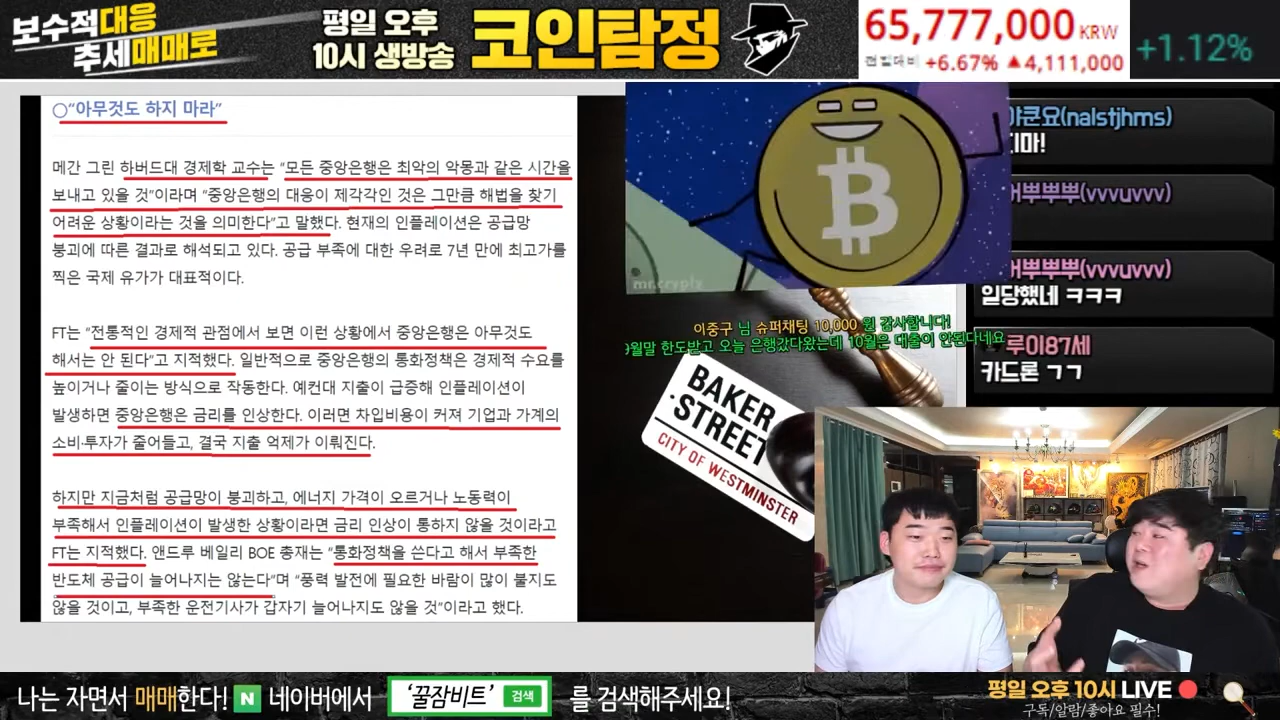 보수적대응
추세매매로
평일 오후
10시 생방송
코인탐정
65,777,000 KRW
전일대비 +6.67% ▲4,111,000
+1.12%
○“아무것도 하지 마라”
메간 그린 하버드대 경제학 교수는 “모든 중앙은행은 최악의 악몽과 같은 시간을
보내고 있을 것”이라며 “중앙은행의 대응이 제각각인 것은 그만큼 해법을 찾기
어려운 상황이라는 것을 의미한다”고 말했다. 현재의 인플레이션은 공급망
붕괴에 따른 결과로 해석되고 있다. 공급 부족에 대한 우려로 7년 만에 최고가를
찍은 국제 유가가 대표적이다.
FT는 “전통적인 경제적 관점에서 보면 이런 상황에서 중앙은행은 아무것도
해서는 안 된다”고 지적했다. 일반적으로 중앙은행의 통화정책은 경제적 수요를
높이거나 줄이는 방식으로 작동한다. 예컨대 지출이 급증해 인플레이션이
발생하면 중앙은행은 금리를 인상한다. 이러면 차입비용이 커져 기업과 가계의
소비·투자가 줄어들고, 결국 지출 억제가 이뤄진다.
하지만 지금처럼 공급망이 붕괴하고, 에너지 가격이 오르거나 노동력이
부족해서 인플레이션이 발생한 상황이라면 금리 인상이 통하지 않을 것이라고
FT는 지적했다. 앤드루 베일리 BOE 총재는 “통화정책을 쓴다고 해서 부족한
반도체 공급이 늘어나지는 않는다”며 “풍력 발전에 필요한 바람이 많이 불지도
않을 것이고, 부족한 운전기사가 갑자기 늘어나지도 않을 것”이라고 했다.
mr.crypix
이중구 님 슈퍼채팅 10,000 원 감사합니다!
9월말 한도받고 오늘 은행갔다왔는데 10월은 대출이 안된다네요
BAKER
STREET
CITY OF WESTMINSTER
야쿤요(nalstjhms)
지마!
뿌뿌뿌(vvvuvvv)
뿌뿌뿌(vvvuvvv)
일당했네 ㅋㅋㅋ
루이87세
카드론 ㄱㄱ
나는 자면서 매매한다! N 네이버에서 ‘꿀잠비트’ 검색 를 검색해주세요!
평일 오후 10시 LIVE
구독/알람/좋아요 필수!